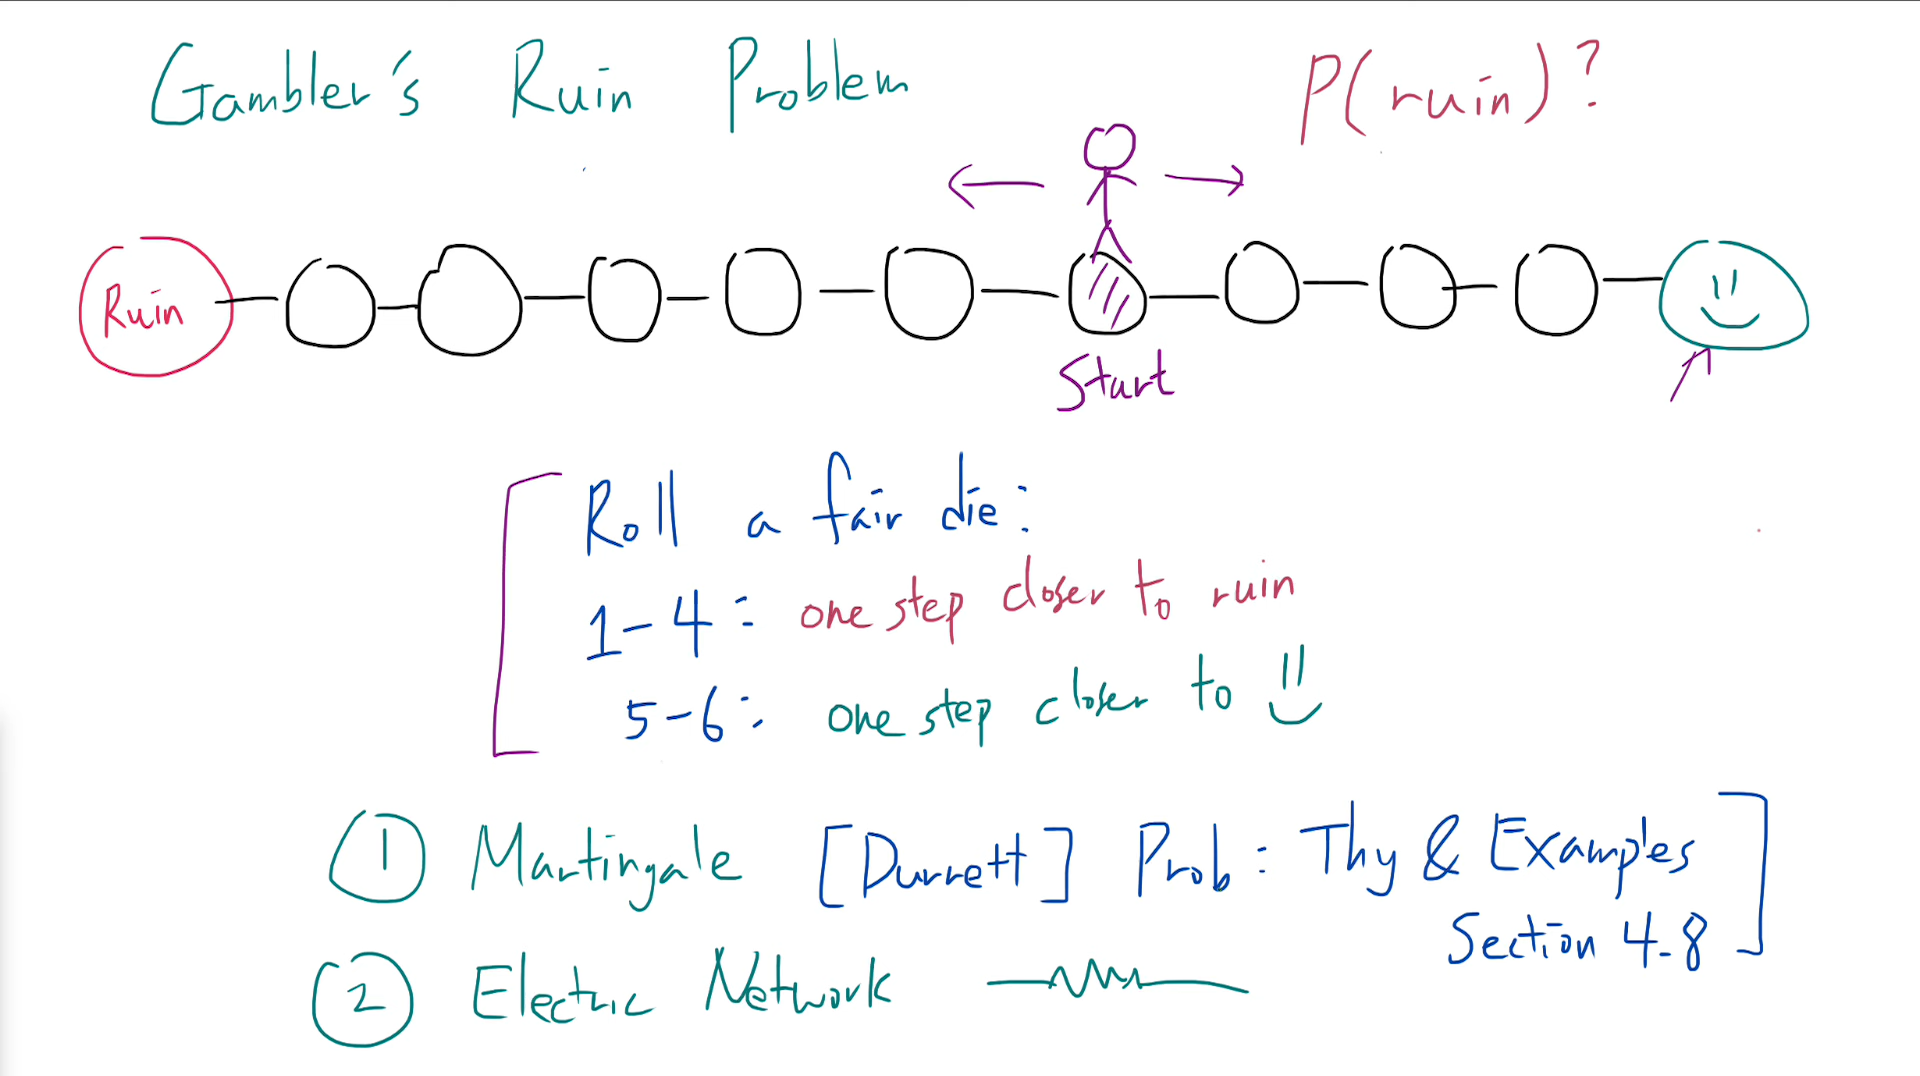 Gambler's Ruin Problem P(ruin)?
Ruin
Start
Roll a fair die:
1-4: one step closer to ruin
5-6: one step closer to
1 Martingale [Durrett] Prob: Thy & Examples
Section 4.8]
2 Electric Network